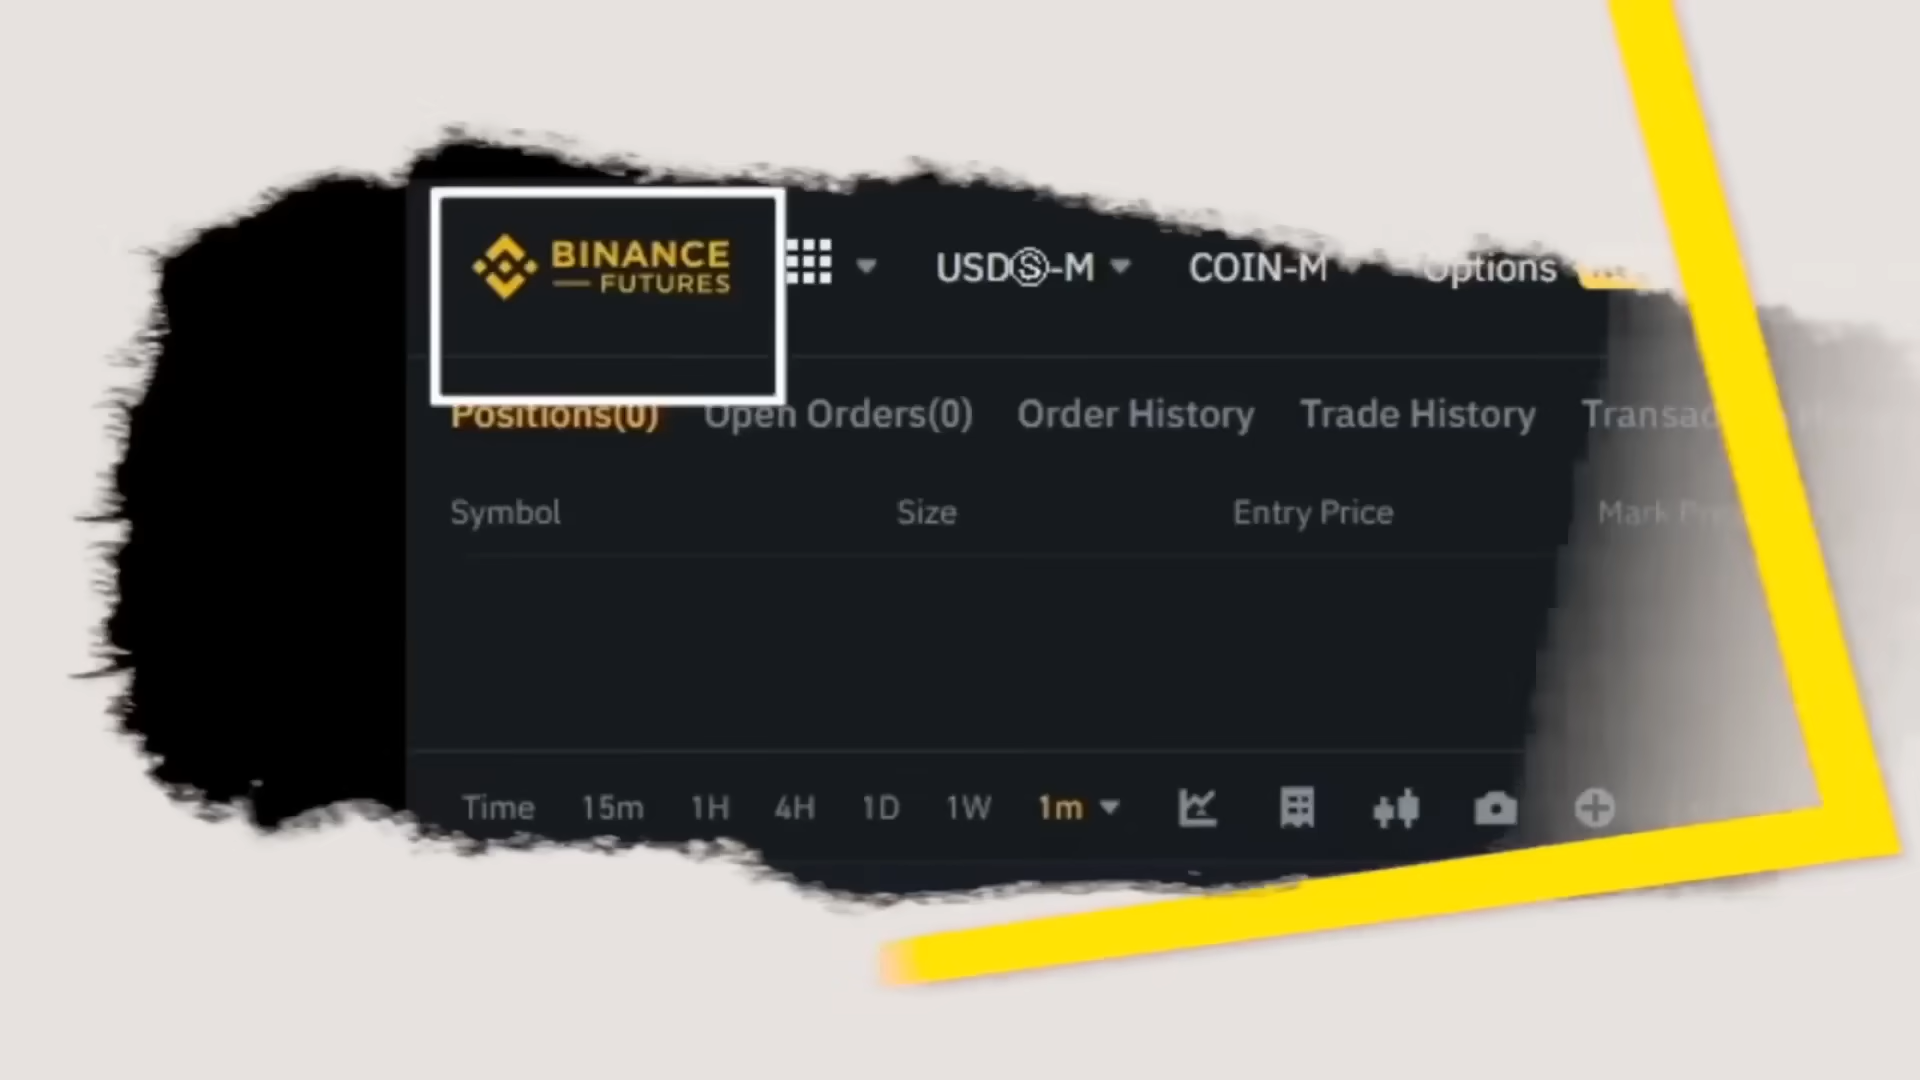 BINANCE
FUTURES
USDⓈ-M COIN-M Options
Positions(0) Open Orders(0) Order History Trade History
Symbol Size Entry Price Mark
Time 15m 1H 4H 1D 1W 1m